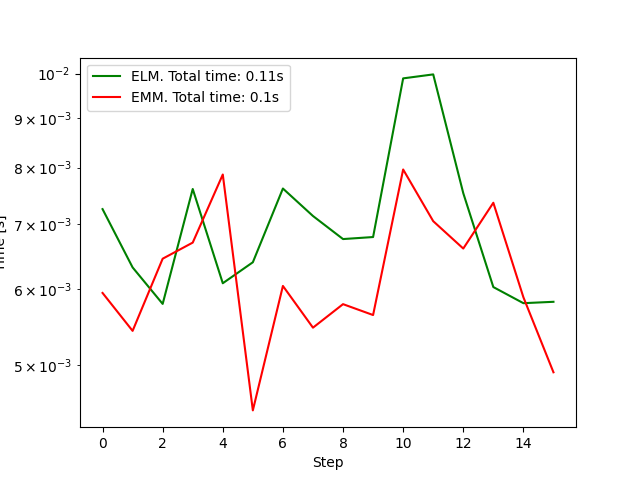 ELM. Total time: 0.11s
EMM. Total time: 0.1s
10⁻²
9 × 10⁻³
8 × 10⁻³
7 × 10⁻³
6 × 10⁻³
5 × 10⁻³
Time [s]
0 2 4 6 8 10 12 14
Step